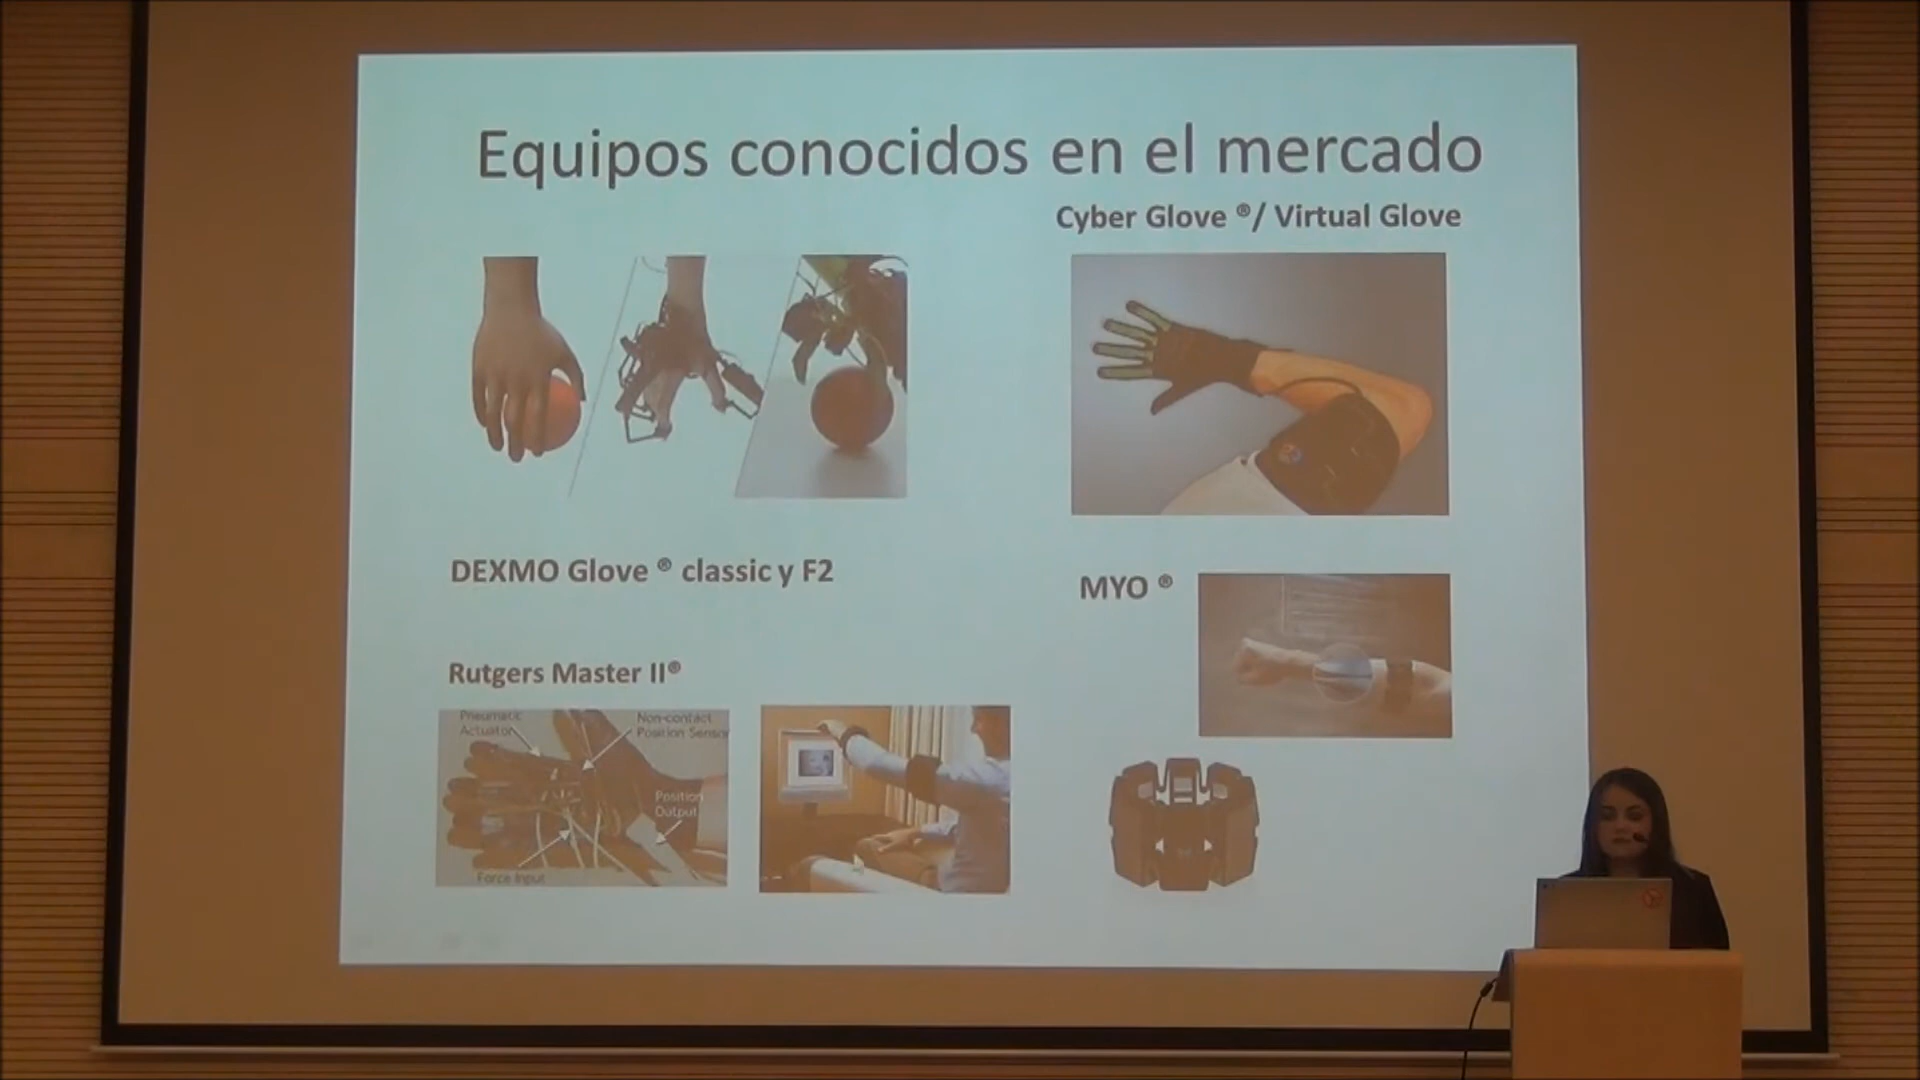 Equipos conocidos en el mercado
Cyber Glove ®/ Virtual Glove
DEXMO Glove ® classic y F2
MYO ®
Rutgers Master II®
Pneumatic
Actuator
Non-contact
Position Sensor
Position
Output
Force Input